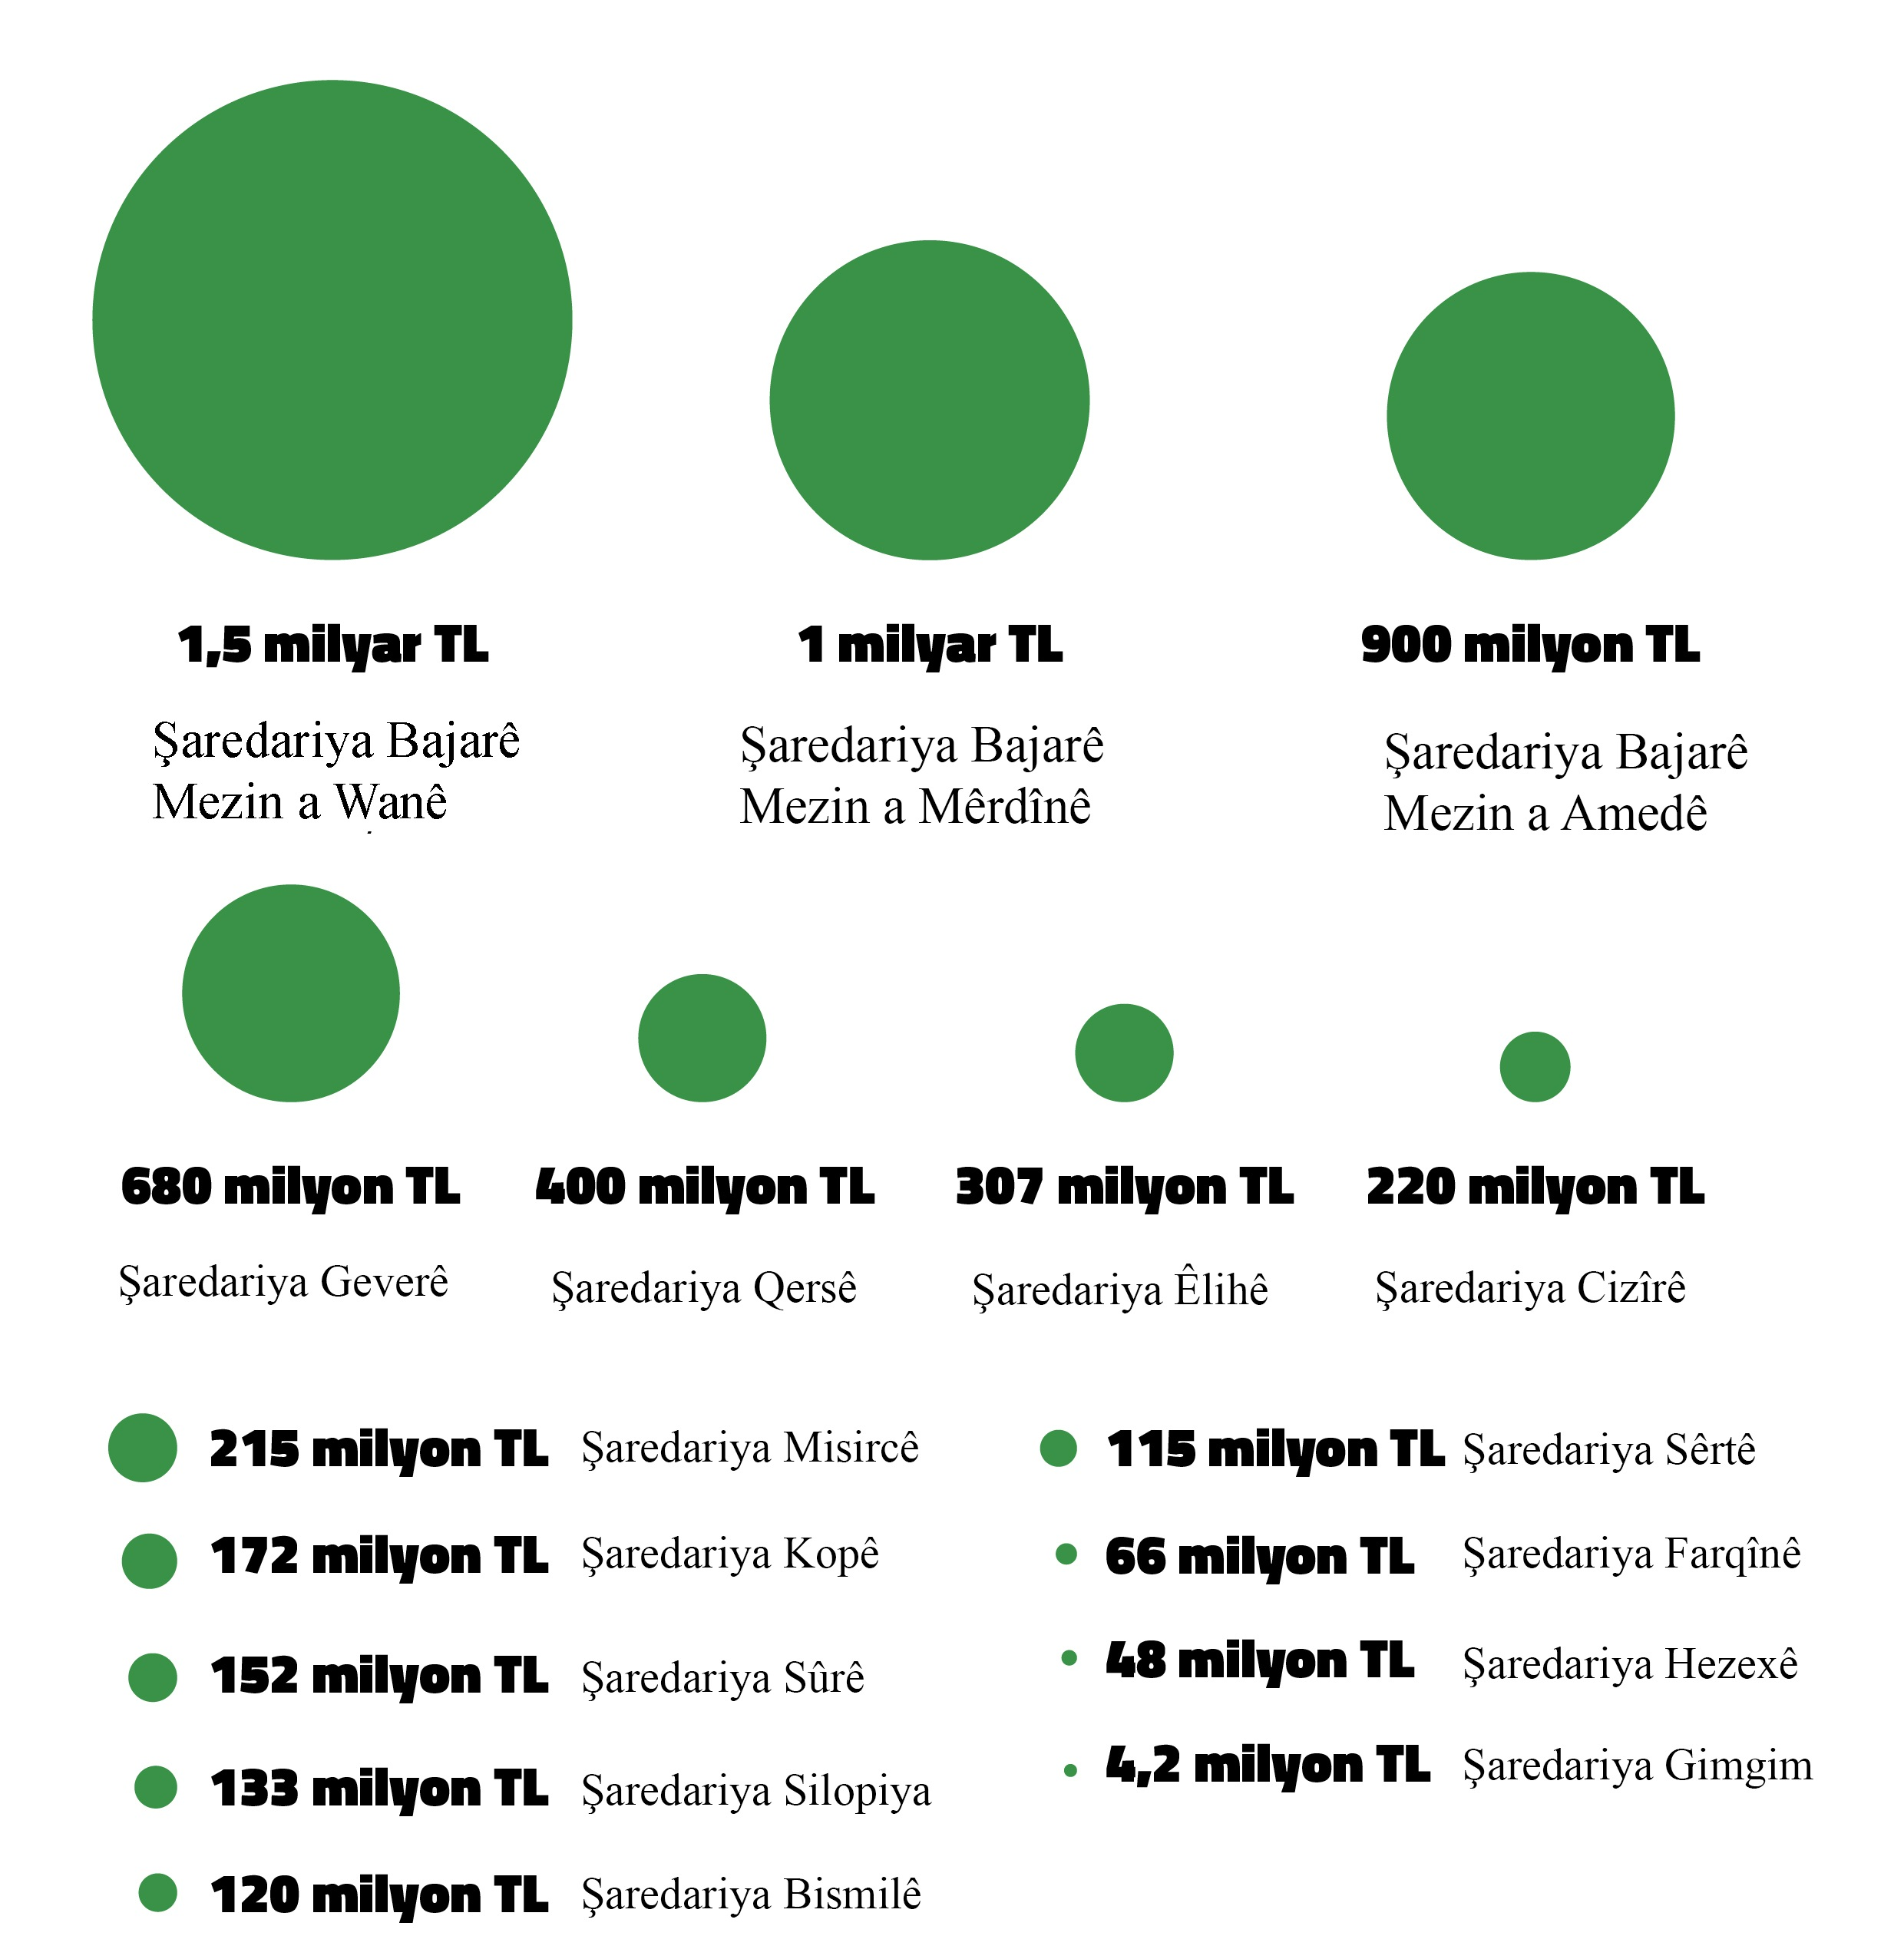 1,5 milyar TL
Şaredariya Bajarê
Mezin a Wanê
1 milyar TL
Şaredariya Bajarê
Mezin a Mêrdînê
900 milyon TL
Şaredariya Bajarê
Mezin a Amedê
680 milyon TL
Şaredariya Geverê
400 milyon TL
Şaredariya Qersê
307 milyon TL
Şaredariya Êlihê
220 milyon TL
Şaredariya Cizîrê
215 milyon TL Şaredariya Misircê
172 milyon TL Şaredariya Kopê
152 milyon TL Şaredariya Sûrê
133 milyon TL Şaredariya Silopiya
120 milyon TL Şaredariya Bismilê
115 milyon TL Şaredariya Sêrtê
66 milyon TL Şaredariya Farqînê
48 milyon TL Şaredariya Hezexê
4,2 milyon TL Şaredariya Gimgim